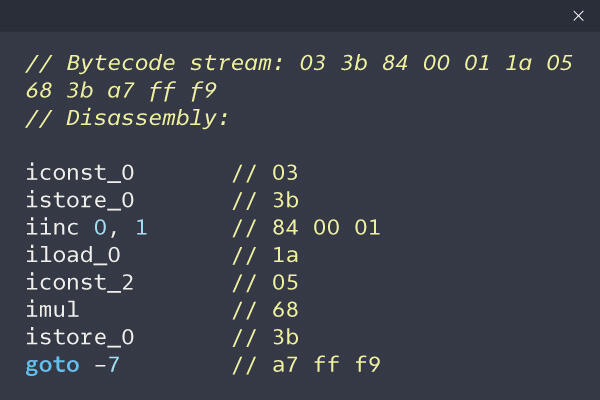 // Bytecode stream: 03 3b 84 00 01 1a 05
68 3b a7 ff f9
// Disassembly:
iconst_0 // 03
istore_0 // 3b
iinc 0, 1 // 84 00 01
iload_0 // 1a
iconst_2 // 05
imul // 68
istore_0 // 3b
goto -7 // a7 ff f9